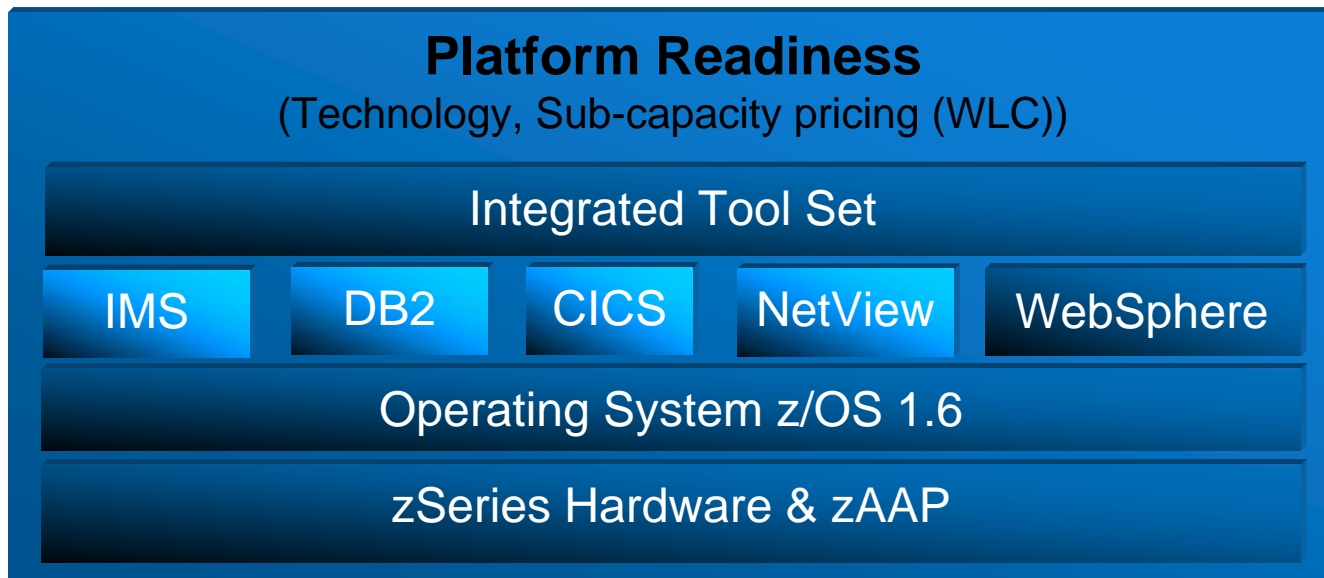 Platform Readiness
(Technology, Sub-capacity pricing (WLC))
Integrated Tool Set
IMS DB2 CICS NetView WebSphere
Operating System z/OS 1.6
zSeries Hardware & zAAP